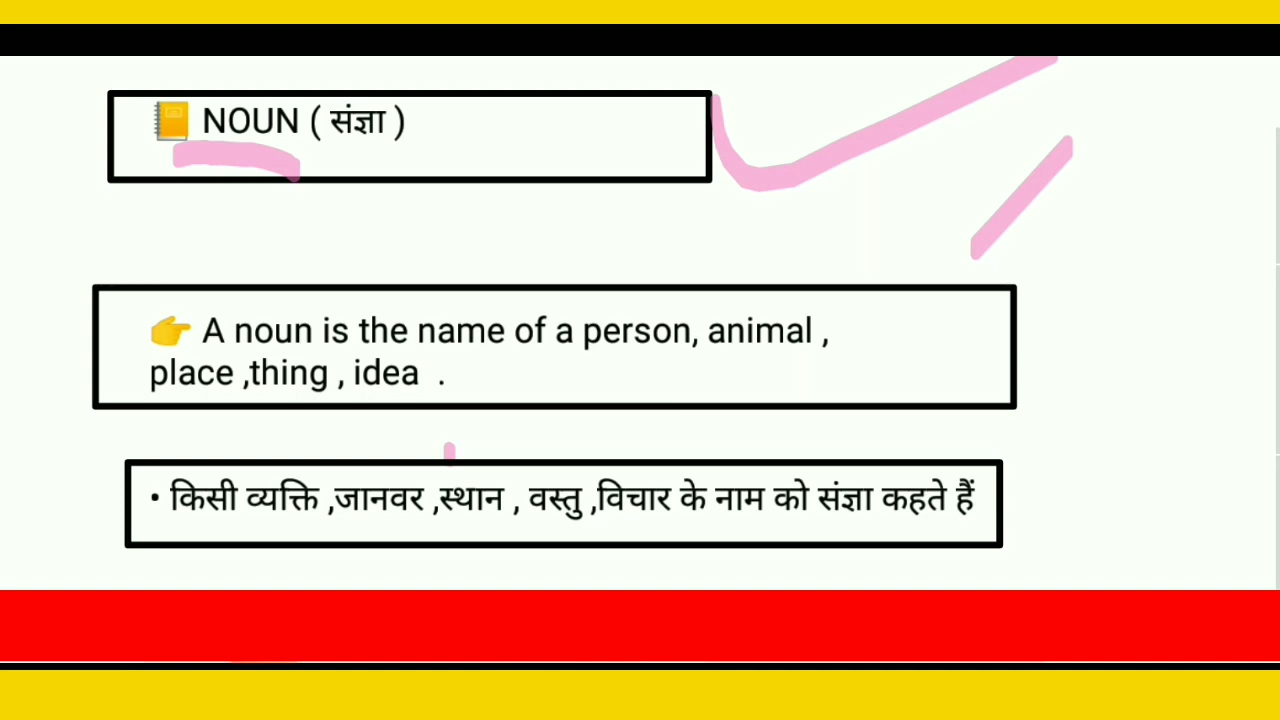 📒 NOUN ( संज्ञा )
👉 A noun is the name of a person, animal ,
place ,thing , idea .
• किसी व्यक्ति ,जानवर ,स्थान , वस्तु ,विचार के नाम को संज्ञा कहते हैं